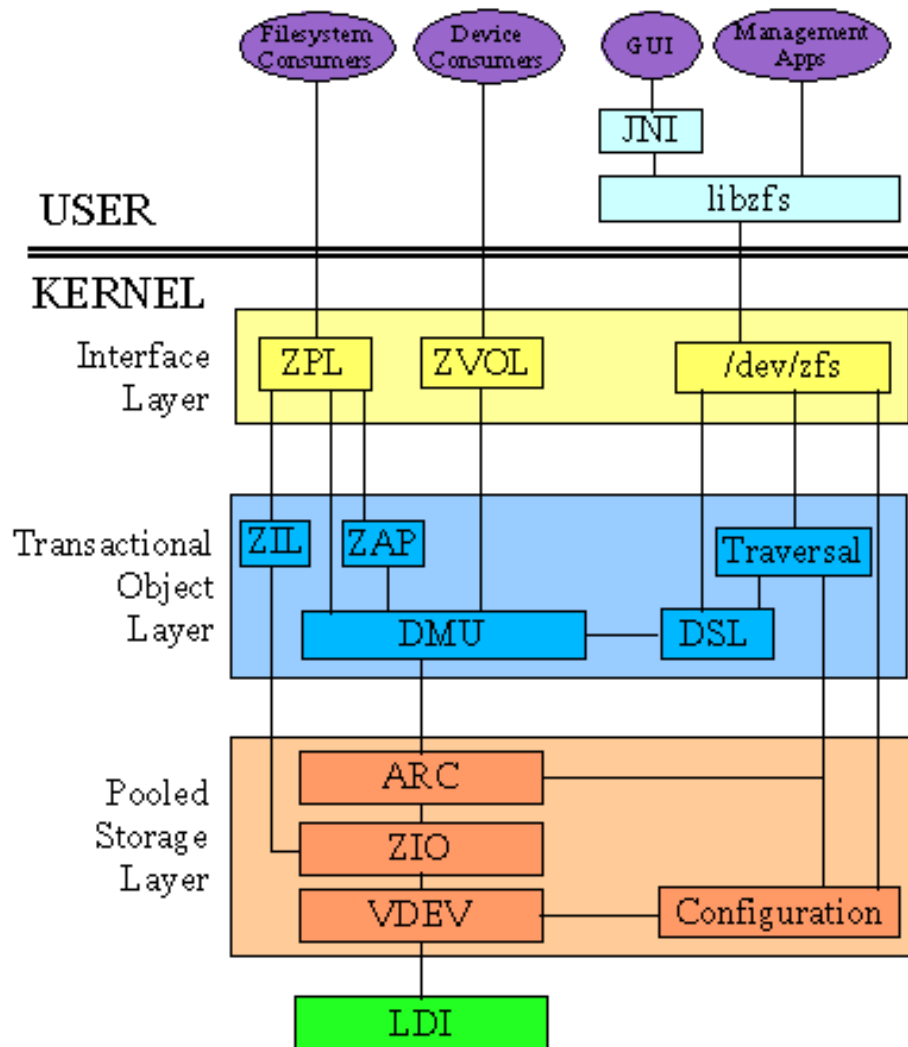 Filesystem
Consumers
Device
Consumers
GUI
Management
Apps
JNI
libzfs
USER
KERNEL
Interface
Layer
ZPL
ZVOL
/dev/zfs
Transactional
Object
Layer
ZIL
ZAP
Traversal
DMU
DSL
Pooled
Storage
Layer
ARC
ZIO
VDEV
Configuration
LDI